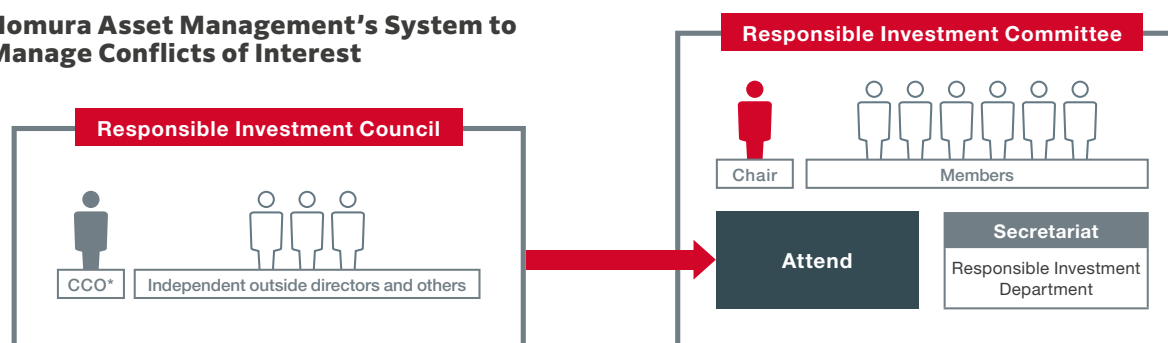 Nomura Asset Management's System to
Manage Conflicts of Interest
Responsible Investment Council
CCO*
Independent outside directors and others
Responsible Investment Committee
Chair
Members
Attend
Secretariat
Responsible Investment
Department